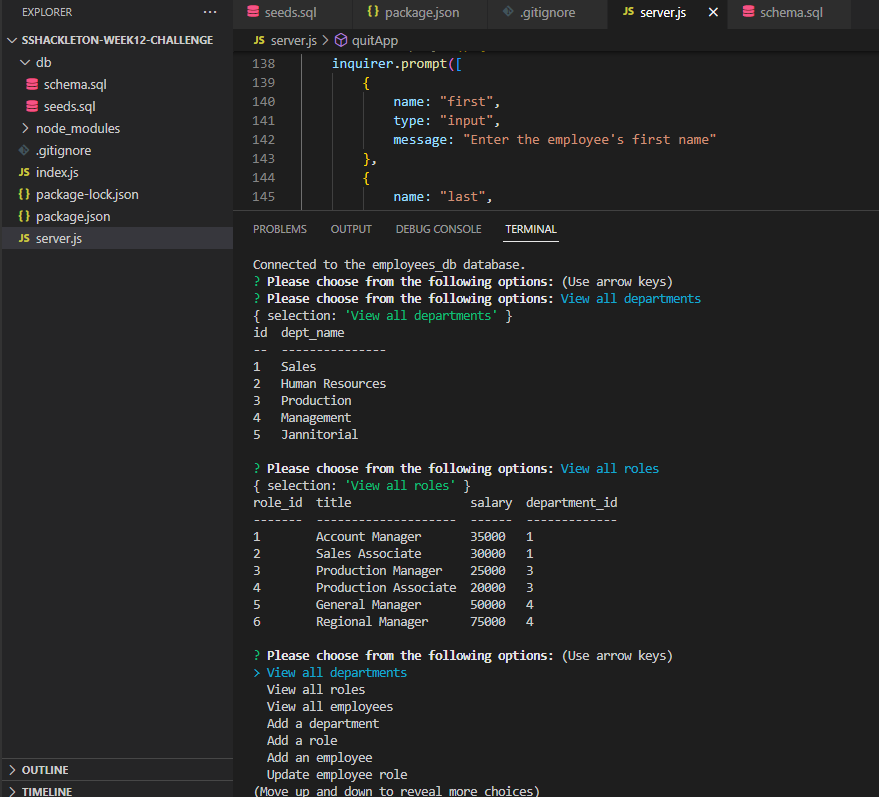 EXPLORER ···
SSHACKLETON-WEEK12-CHALLENGE
db
schema.sql
seeds.sql
node_modules
.gitignore
JS index.js
{} package-lock.json
{} package.json
JS server.js
OUTLINE
TIMELINE
seeds.sql {} package.json .gitignore JS server.js × schema.sql
JS server.js > quitApp
138 inquirer.prompt([
139 {
140 name: "first",
141 type: "input",
142 message: "Enter the employee's first name"
143 },
144 {
145 name: "last",
PROBLEMS OUTPUT DEBUG CONSOLE TERMINAL
Connected to the employees_db database.
? Please choose from the following options: (Use arrow keys)
? Please choose from the following options: View all departments
{ selection: 'View all departments' }
id dept_name
-- ---------------
1 Sales
2 Human Resources
3 Production
4 Management
5 Jannitorial
? Please choose from the following options: View all roles
{ selection: 'View all roles' }
role_id title salary department_id
------- -------------------- ------ -------------
1 Account Manager 35000 1
2 Sales Associate 30000 1
3 Production Manager 25000 3
4 Production Associate 20000 3
5 General Manager 50000 4
6 Regional Manager 75000 4
? Please choose from the following options: (Use arrow keys)
> View all departments
View all roles
View all employees
Add a department
Add a role
Add an employee
Update employee role
(Move up and down to reveal more choices)